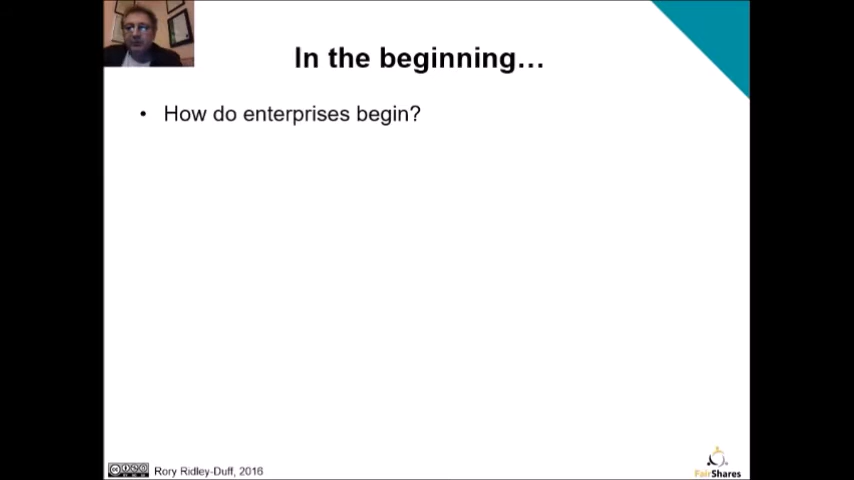 In the beginning…
• How do enterprises begin?
Rory Ridley-Duff, 2016
FairShares